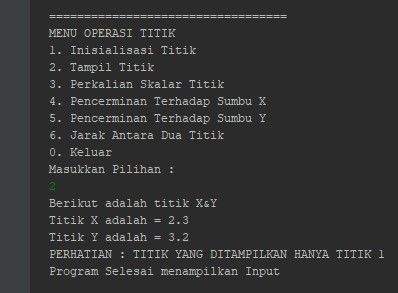 ==================================
MENU OPERASI TITIK
1. Inisialisasi Titik
2. Tampil Titik
3. Perkalian Skalar Titik
4. Pencerminan Terhadap Sumbu X
5. Pencerminan Terhadap Sumbu Y
6. Jarak Antara Dua Titik
0. Keluar
Masukkan Pilihan :
2
Berikut adalah titik X&Y
Titik X adalah = 2.3
Titik Y adalah = 3.2
PERHATIAN : TITIK YANG DITAMPILKAN HANYA TITIK 1
Program Selesai menampilkan Input